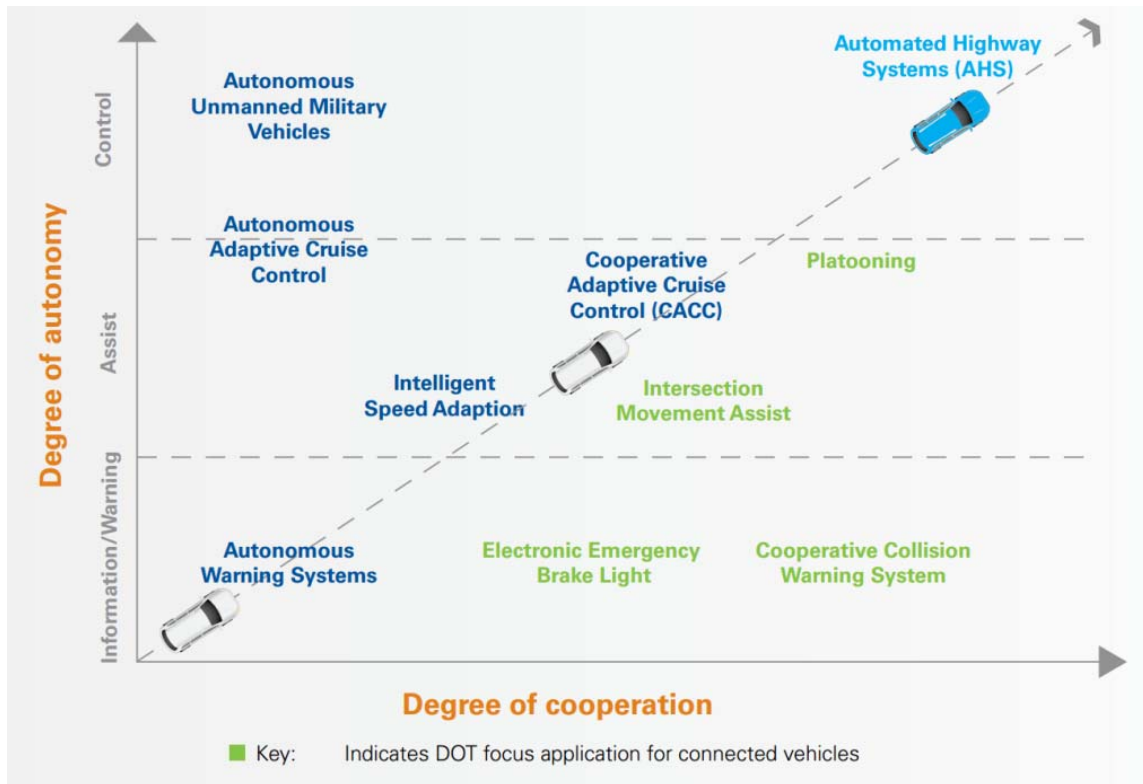 Automated Highway
Systems (AHS)
Autonomous
Unmanned Military
Vehicles
Control
Autonomous
Adaptive Cruise
Control
Cooperative
Adaptive Cruise
Control (CACC)
Platooning
Degree of autonomy
Assist
Intelligent
Speed Adaption
Intersection
Movement Assist
Information/Warning
Autonomous
Warning Systems
Electronic Emergency
Brake Light
Cooperative Collision
Warning System
Degree of cooperation
Key: Indicates DOT focus application for connected vehicles